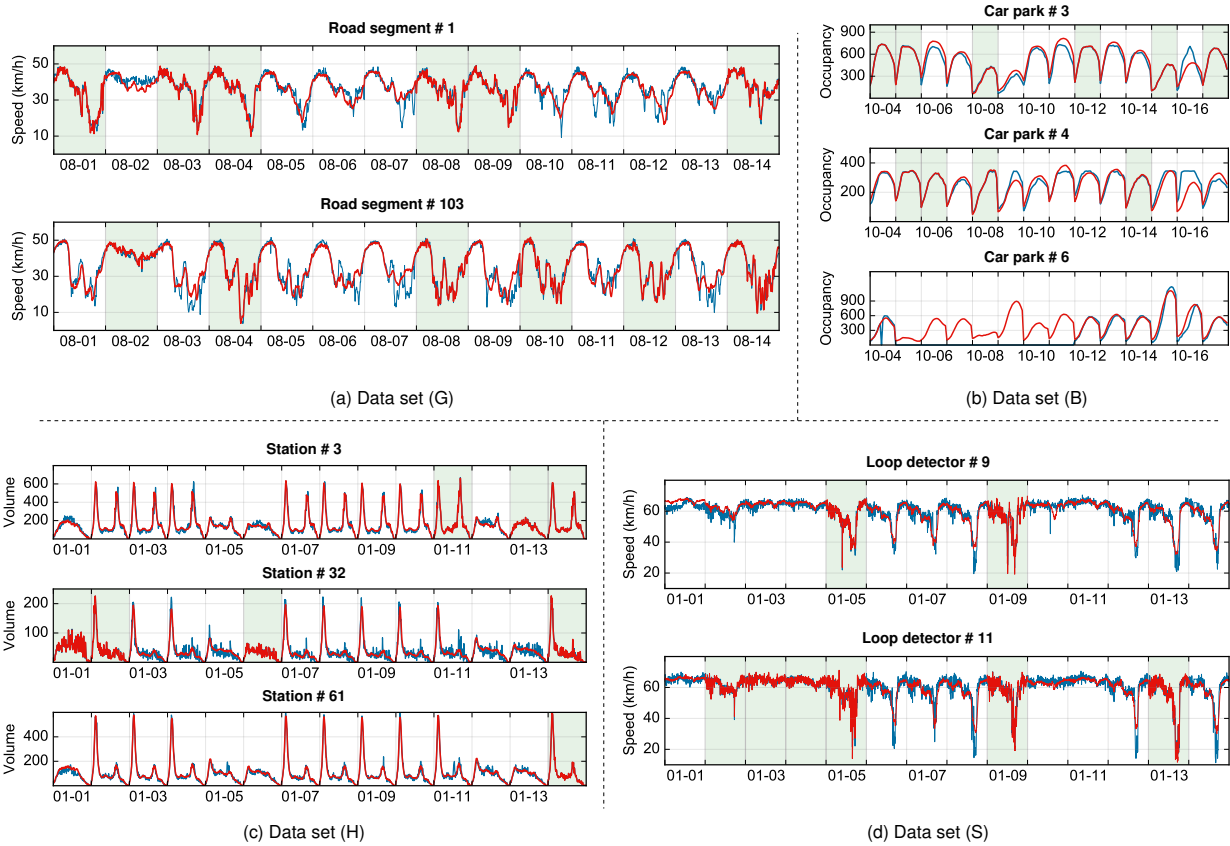 Road segment # 1
Speed (km/h)
50
30
10
08-01 08-02 08-03 08-04 08-05 08-06 08-07 08-08 08-09 08-10 08-11 08-12 08-13 08-14
Road segment # 103
Speed (km/h)
50
30
10
08-01 08-02 08-03 08-04 08-05 08-06 08-07 08-08 08-09 08-10 08-11 08-12 08-13 08-14
(a) Data set (G)
Car park # 3
Occupancy
900
600
300
10-04 10-06 10-08 10-10 10-12 10-14 10-16
Car park # 4
Occupancy
400
200
10-04 10-06 10-08 10-10 10-12 10-14 10-16
Car park # 6
Occupancy
900
600
300
10-04 10-06 10-08 10-10 10-12 10-14 10-16
(b) Data set (B)
Station # 3
Volume
600
400
200
01-01 01-03 01-05 01-07 01-09 01-11 01-13
Station # 32
Volume
200
100
01-01 01-03 01-05 01-07 01-09 01-11 01-13
Station # 61
Volume
400
200
01-01 01-03 01-05 01-07 01-09 01-11 01-13
(c) Data set (H)
Loop detector # 9
Speed (km/h)
60
40
20
01-01 01-03 01-05 01-07 01-09 01-11 01-13
Loop detector # 11
Speed (km/h)
60
40
20
01-01 01-03 01-05 01-07 01-09 01-11 01-13
(d) Data set (S)